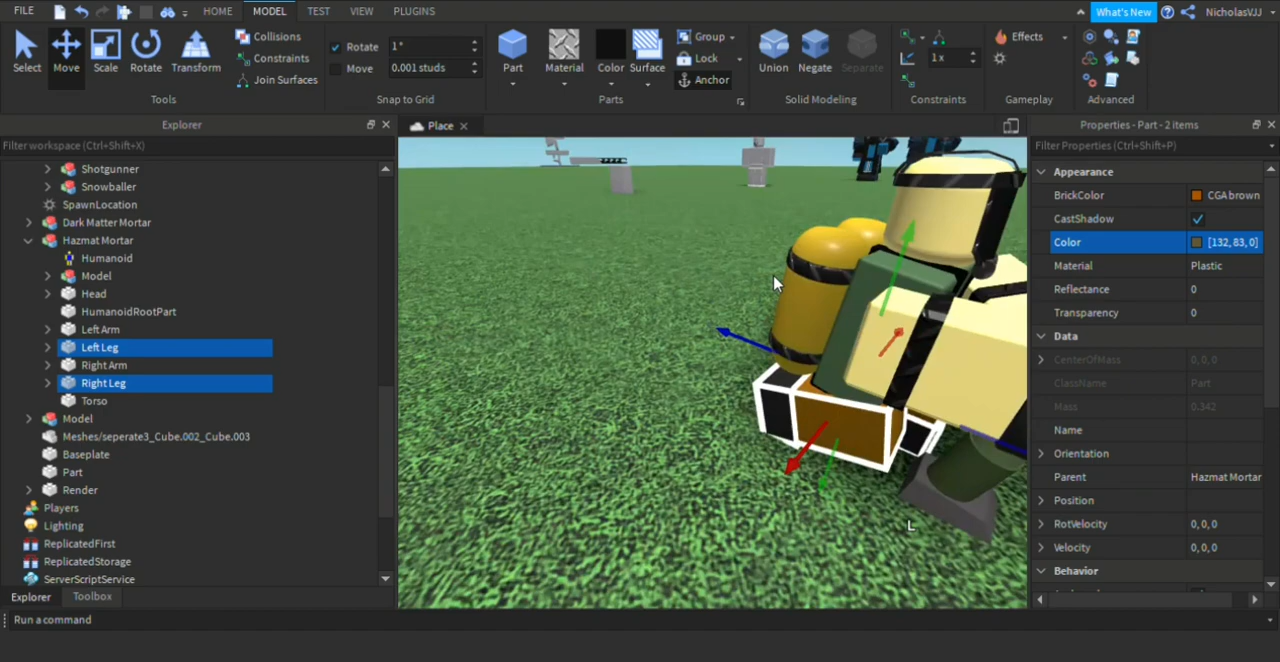 FILE HOME MODEL TEST VIEW PLUGINS What's New NicholasVJJ
Select Move Scale Rotate Transform
Collisions
Constraints
Join Surfaces
Tools
Rotate 1°
Move 0.001 studs
Snap to Grid
Part Material Color Surface
Group
Lock
Anchor
Parts
Union Negate Separate
Solid Modeling
1x
Constraints
Effects
Gameplay
Advanced
Explorer
Filter workspace (Ctrl+Shift+X)
Shotgunner
Snowballer
SpawnLocation
Dark Matter Mortar
Hazmat Mortar
Humanoid
Model
Head
HumanoidRootPart
Left Arm
Left Leg
Right Arm
Right Leg
Torso
Model
Meshes/seperate3_Cube.002_Cube.003
Baseplate
Part
Render
Players
Lighting
ReplicatedFirst
ReplicatedStorage
ServerScriptService
Explorer Toolbox
Place
L
Properties - Part - 2 items
Filter Properties (Ctrl+Shift+P)
Appearance
BrickColor CGA brown
CastShadow
Color [132, 83, 0]
Material Plastic
Reflectance 0
Transparency 0
Data
CenterOfMass 0, 0, 0
ClassName Part
Mass 0.342
Name
Orientation
Parent Hazmat Mortar
Position
RotVelocity 0, 0, 0
Velocity 0, 0, 0
Behavior
Run a command